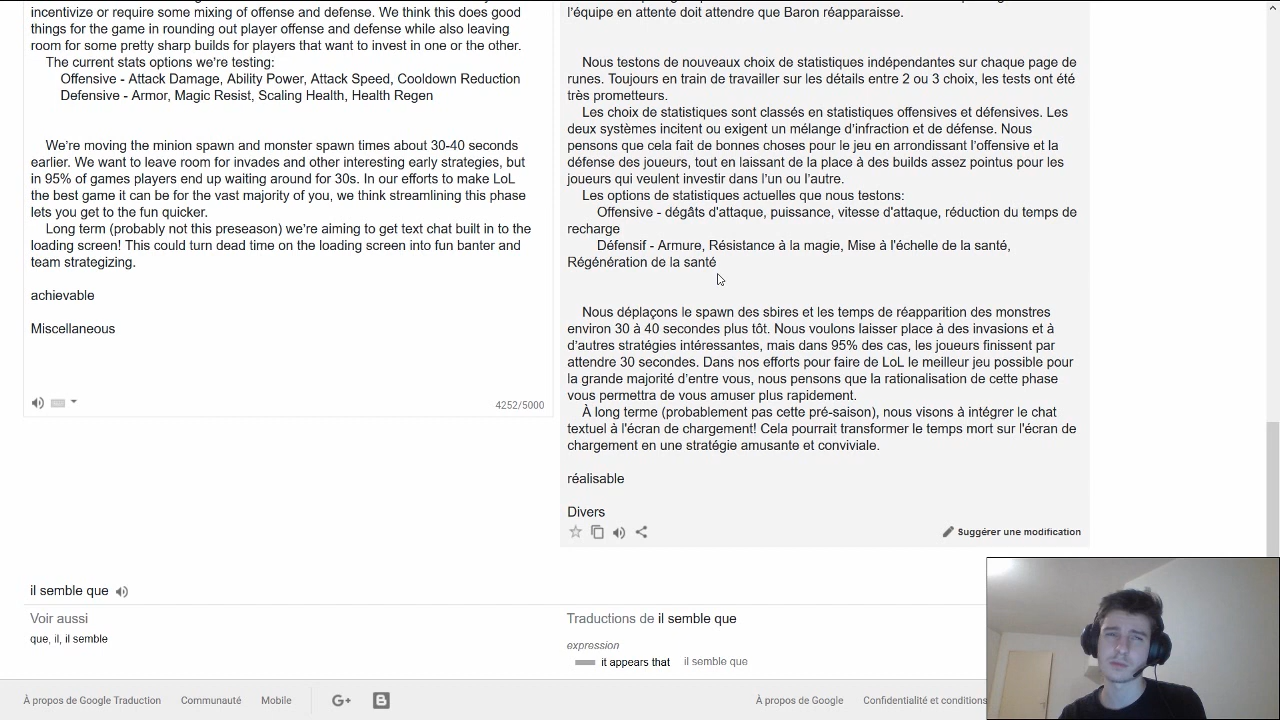 incentivize or require some mixing of offense and defense. We think this does good
things for the game in rounding out player offense and defense while also leaving
room for some pretty sharp builds for players that want to invest in one or the other.
The current stats options we're testing:
Offensive - Attack Damage, Ability Power, Attack Speed, Cooldown Reduction
Defensive - Armor, Magic Resist, Scaling Health, Health Regen
We’re moving the minion spawn and monster spawn times about 30-40 seconds
earlier. We want to leave room for invades and other interesting early strategies, but
in 95% of games players end up waiting around for 30s. In our efforts to make LoL
the best game it can be for the vast majority of you, we think streamlining this phase
lets you get to the fun quicker.
Long term (probably not this preseason) we’re aiming to get text chat built in to the
loading screen! This could turn dead time on the loading screen into fun banter and
team strategizing.
achievable
Miscellaneous
4252/5000
l’équipe en attente doit attendre que Baron réapparaisse.
Nous testons de nouveaux choix de statistiques indépendantes sur chaque page de
runes. Toujours en train de travailler sur les détails entre 2 ou 3 choix, les tests ont été
très prometteurs.
Les choix de statistiques sont classés en statistiques offensives et défensives. Les
deux systèmes incitent ou exigent un mélange d’infraction et de défense. Nous
pensons que cela fait de bonnes choses pour le jeu en arrondissant l’offensive et la
défense des joueurs, tout en laissant de la place à des builds assez pointus pour les
joueurs qui veulent investir dans l’un ou l’autre.
Les options de statistiques actuelles que nous testons:
Offensive - dégâts d'attaque, puissance, vitesse d'attaque, réduction du temps de
recharge
Défensif - Armure, Résistance à la magie, Mise à l'échelle de la santé,
Régénération de la santé
Nous déplaçons le spawn des sbires et les temps de réapparition des monstres
environ 30 à 40 secondes plus tôt. Nous voulons laisser place à des invasions et à
d’autres stratégies intéressantes, mais dans 95% des cas, les joueurs finissent par
attendre 30 secondes. Dans nos efforts pour faire de LoL le meilleur jeu possible pour
la grande majorité d’entre vous, nous pensons que la rationalisation de cette phase
vous permettra de vous amuser plus rapidement.
À long terme (probablement pas cette pré-saison), nous visons à intégrer le chat
textuel à l'écran de chargement! Cela pourrait transformer le temps mort sur l'écran de
chargement en une stratégie amusante et conviviale.
réalisable
Divers
Suggérer une modification
il semble que
Voir aussi
que, il, il semble
Traductions de il semble que
expression
it appears that il semble que
À propos de Google Traduction Communauté Mobile G+ B À propos de Google Confidentialité et conditions